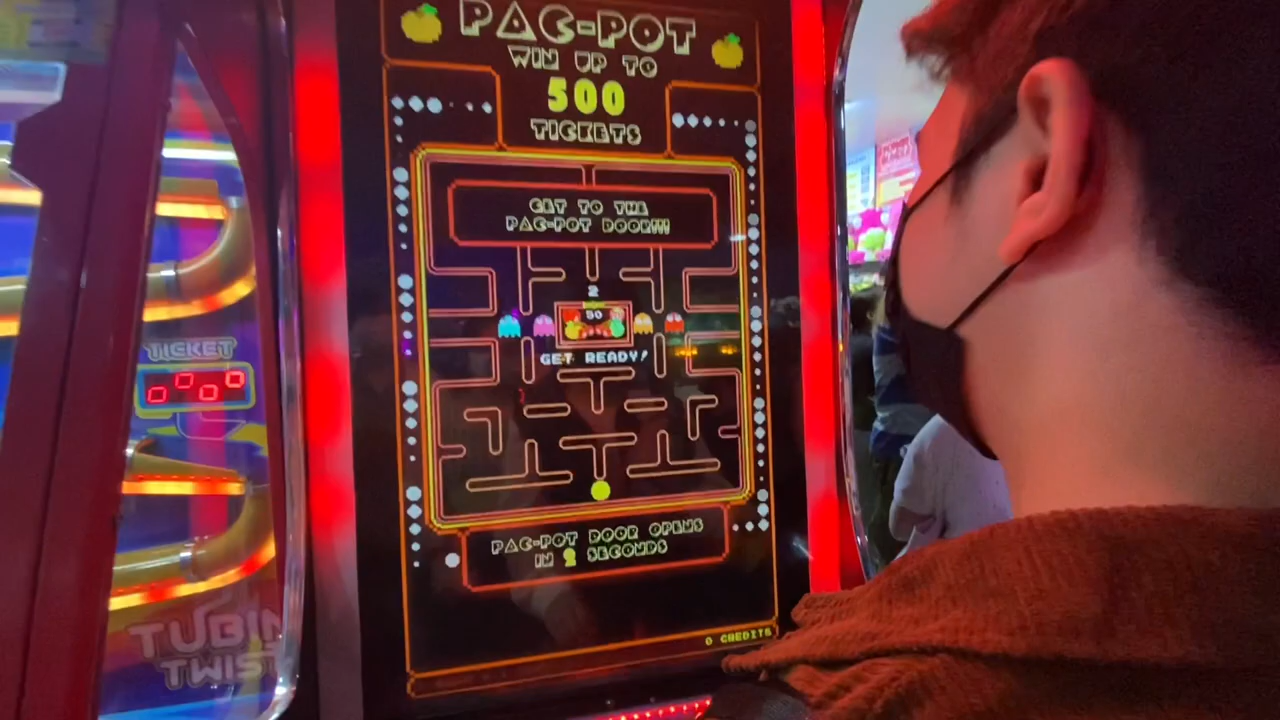 PAC-POT
WIN UP TO
500
TICKETS
GET TO THE
PAC-POT DOOR!!!
2
50
GET READY!
PAC-POT DOOR OPENS
IN 2 SECONDS
0 CREDITS
TICKET
TUBIN
TWIST